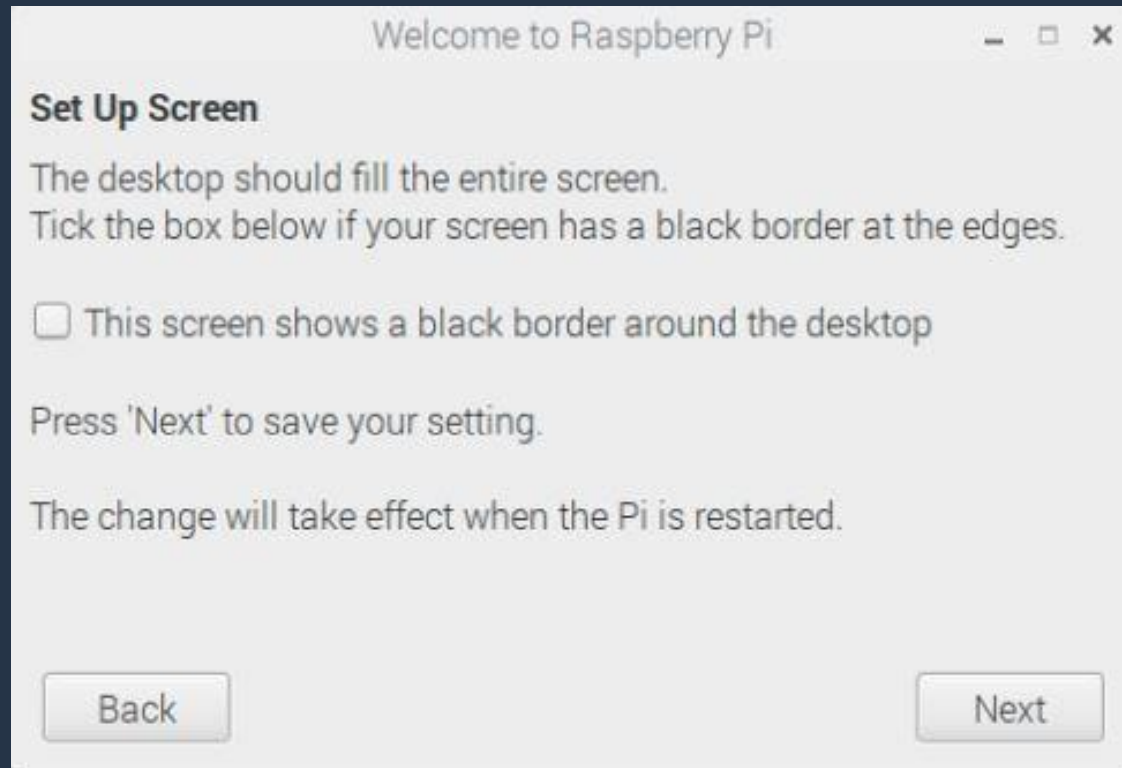 Welcome to Raspberry Pi
Set Up Screen
The desktop should fill the entire screen.
Tick the box below if your screen has a black border at the edges.
This screen shows a black border around the desktop
Press 'Next' to save your setting.
The change will take effect when the Pi is restarted.
Back
Next